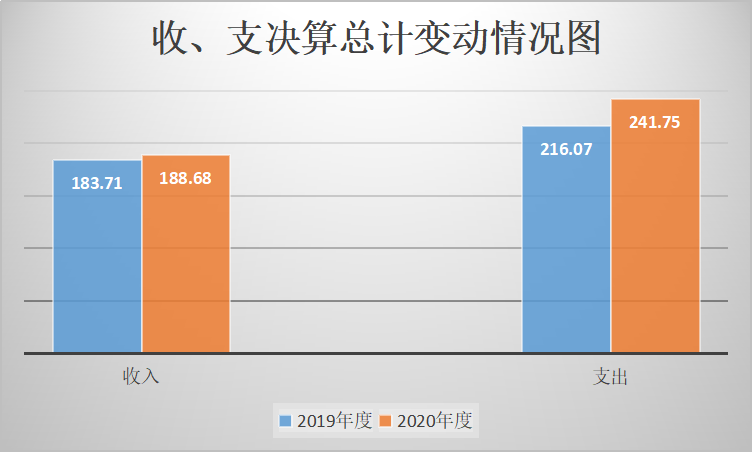 收、支决算总计变动情况图
183.71
188.68
216.07
241.75
收入
支出
2019年度
2020年度